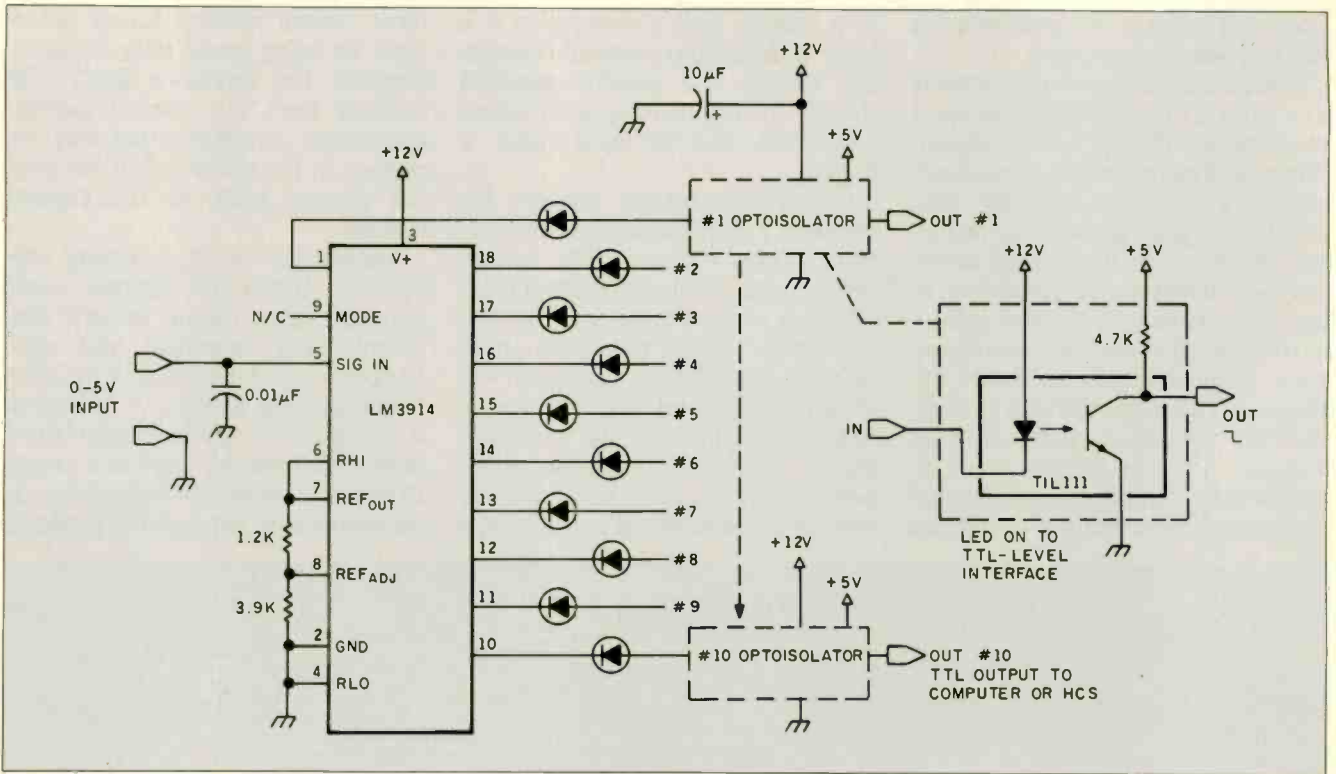 +12V
10µF
+
+5V
+12V
#1 OPTOISOLATOR
OUT #1
3
V+
1
18
#2
+12V
+5V
N/C
9
MODE
17
#3
4.7K
5
SIG IN
16
#4
0-5V
INPUT
0.01µF
LM3914
15
#5
IN
OUT
6
RHI
14
#6
TIL111
7
REFOUT
13
#7
LED ON TO
TTL-LEVEL
INTERFACE
1.2K
12
#8
+12V
8
REFADJ
+5V
3.9K
11
#9
2
GND
10
#10 OPTOISOLATOR
OUT #10
TTL OUTPUT TO
COMPUTER OR HCS
4
RLO